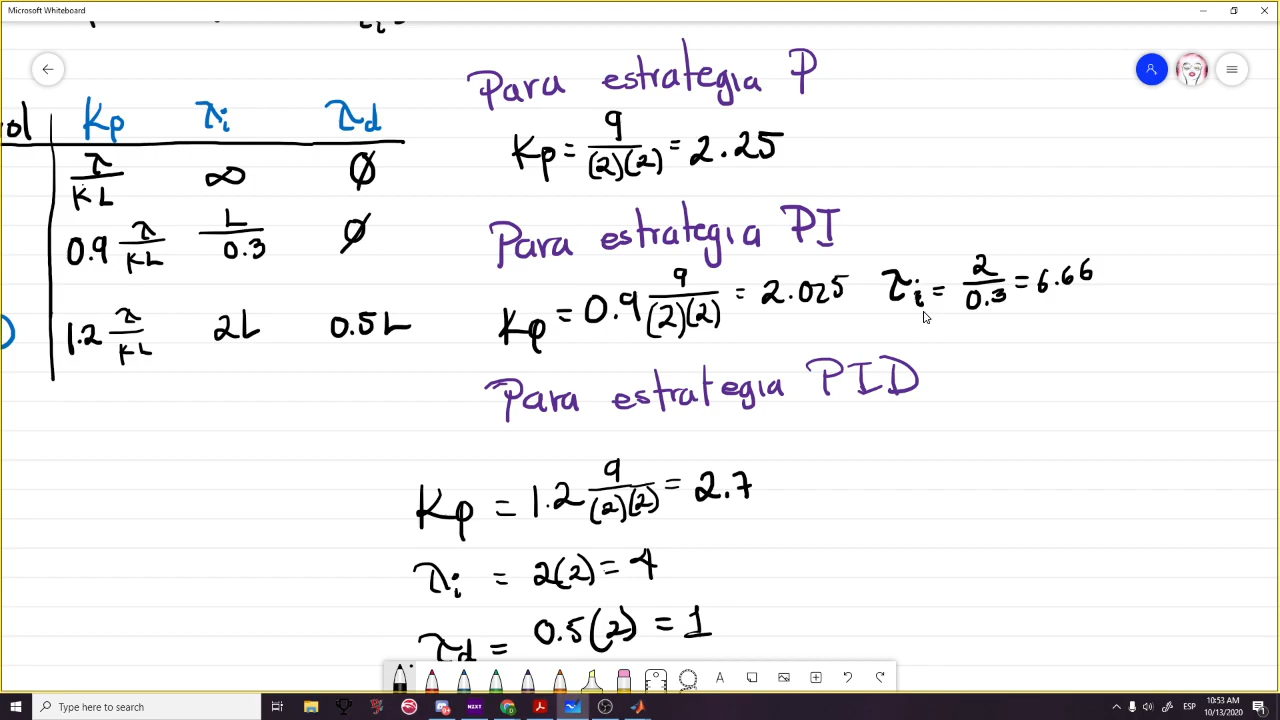 Microsoft Whiteboard
Para estrategia P
Kp = 9/(2)(2) = 2.25
ol | Kp τi τd
τ/KL ∞ ∅
0.9 τ/KL L/0.3 ∅
1.2 τ/KL 2L 0.5L
Para estrategia PI
Kp = 0.9 9/(2)(2) = 2.025 τi = 2/0.3 = 6.66
Para estrategia PID
Kp = 1.2 9/(2)(2) = 2.7
τi = 2(2) = 4
τd = 0.5(2) = 1
Type here to search
NEXT
ESP
10:53 AM
10/13/2020